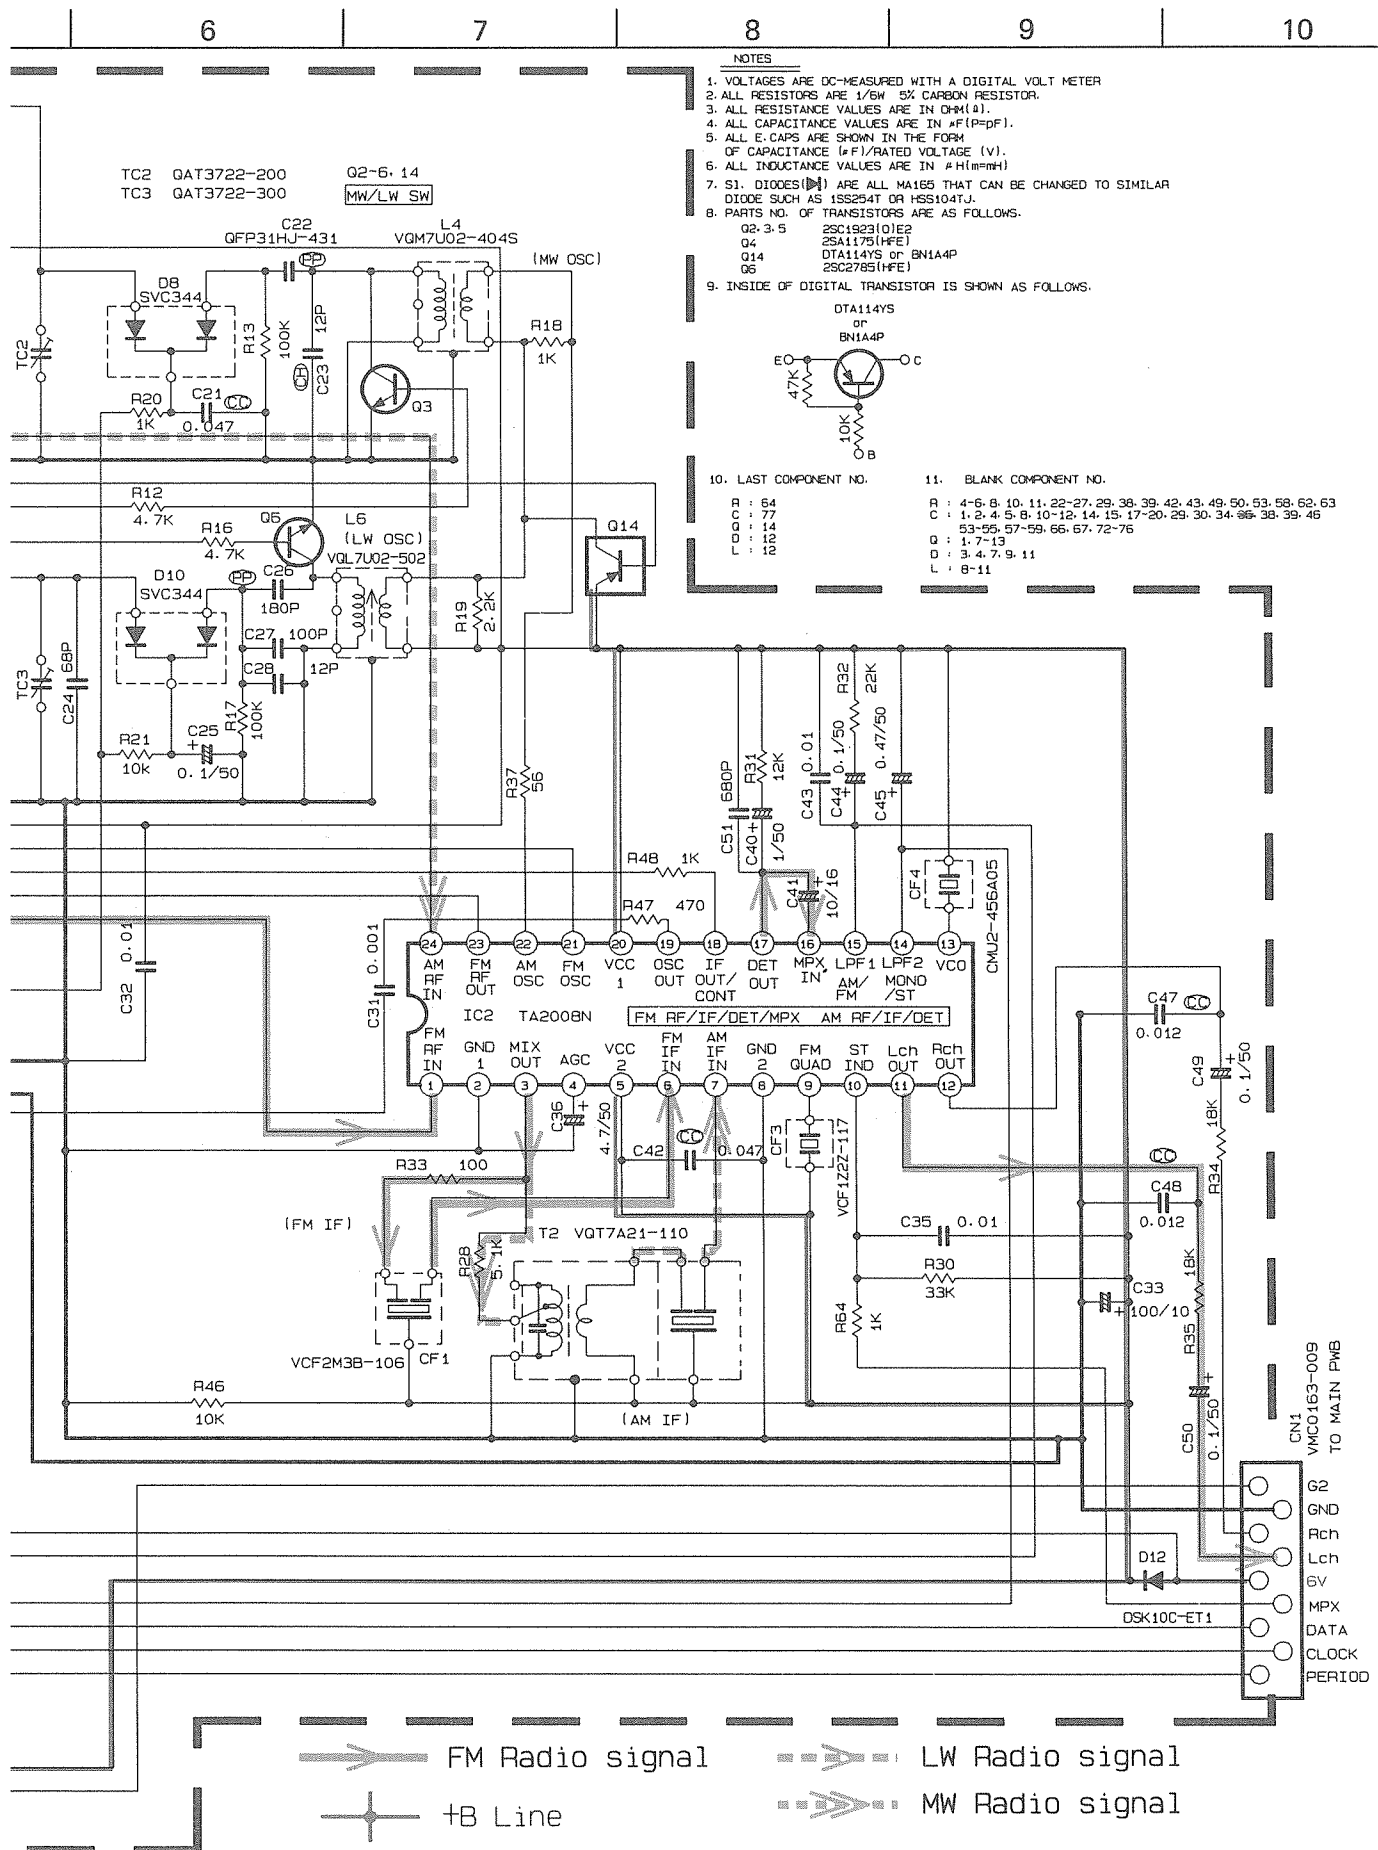 6 7 8 9 10
NOTES
1. VOLTAGES ARE DC-MEASURED WITH A DIGITAL VOLT METER
2. ALL RESISTORS ARE 1/6W 5% CARBON RESISTOR.
3. ALL RESISTANCE VALUES ARE IN OHM(Ω).
4. ALL CAPACITANCE VALUES ARE IN μF(P=pF).
5. ALL E.CAPS ARE SHOWN IN THE FORM
OF CAPACITANCE (μF)/RATED VOLTAGE (V).
6. ALL INDUCTANCE VALUES ARE IN μH(m=mH)
7. S1. DIODES( ) ARE ALL MA165 THAT CAN BE CHANGED TO SIMILAR
DIODE SUCH AS 1SS254T OR HSS104TJ.
8. PARTS NO. OF TRANSISTORS ARE AS FOLLOWS.
Q2.3.5 2SC1923(O)E2
Q4 2SA1175(HFE)
Q14 DTA114YS or BN1A4P
Q6 2SC2785(HFE)
9. INSIDE OF DIGITAL TRANSISTOR IS SHOWN AS FOLLOWS.
DTA114YS
or
BN1A4P
E
C
47K
10K
B
10. LAST COMPONENT NO.
R : 64
C : 77
Q : 14
D : 12
L : 12
11. BLANK COMPONENT NO.
R : 4-6.8.10.11.22-27.29.38.39.42.43.49.50.53.58.62.63
C : 1.2.4.5.8.10-12.14.15.17-20.29.30.34.36.38.39.46
53-55.57-59.66.67.72-76
Q : 1.7-13
D : 3.4.7.9.11
L : 8-11
TC2 QAT3722-200
TC3 QAT3722-300
Q2-6.14
MW/LW SW
C22
QFP31HJ-431
PP
L4
VQM7U02-404S
(MW OSC)
D8
SVC344
TC2
R13
100K
12P
CH
C23
R18
1K
Q3
R20
1K
C21
CC
0.047
R12
4.7K
R16
4.7K
Q6
L6
(LW OSC)
VQL7U02-502
Q14
D10
SVC344
PP
C26
180P
C27
100P
C28
12P
R19
2.2K
TC3
68P
C24
R17
100K
R21
10k
C25
+
0.1/50
R37
56
680P
C51
R31
12K
C40
+
1/50
C43
0.01
R32
22K
C44
+
0.1/50
C45
+
0.47/50
R48
1K
R47
470
C41
+
10/16
CF4
CMU2-456A05
C32
0.01
C31
0.001
24 23 22 21 20 19 18 17 16 15 14 13
AM RF IN
FM RF OUT
AM OSC
FM OSC
VCC 1
OSC OUT
IF OUT/CONT
DET OUT
MPX IN
LPF1 AM/FM
LPF2 MONO/ST
VCO
IC2 TA2008N
FM RF/IF/DET/MPX AM RF/IF/DET
FM RF IN
GND 1
MIX OUT
AGC
VCC 2
FM IF IN
AM IF IN
GND 2
FM QUAD
ST IND
Lch OUT
Rch OUT
1 2 3 4 5 6 7 8 9 10 11 12
C47
CC
0.012
C49
+
0.1/50
C36
+
4.7/50
C42
CC
0.047
CF3
VCF1Z2Z-117
18K
R34
CC
C48
0.012
R33
100
(FM IF)
R28
5.1K
T2 VQT7A21-110
C35
0.01
R30
33K
R64
1K
C33
+
100/10
18K
R35
VCF2M3B-106
CF1
R46
10K
(AM IF)
C50
+
0.1/50
CN1
VMC0163-009
TO MAIN PWB
G2
GND
Rch
Lch
6V
MPX
DATA
CLOCK
PERIOD
D12
DSK10C-ET1
FM Radio signal
LW Radio signal
+B Line
MW Radio signal